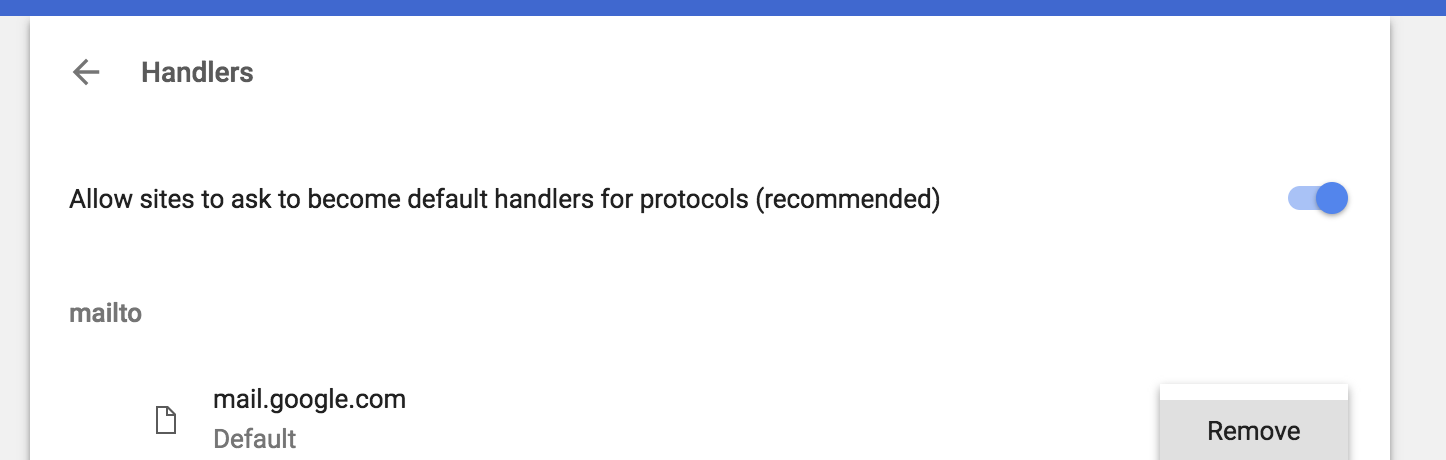 Handlers
Allow sites to ask to become default handlers for protocols (recommended)
mailto
mail.google.com
Default
Remove